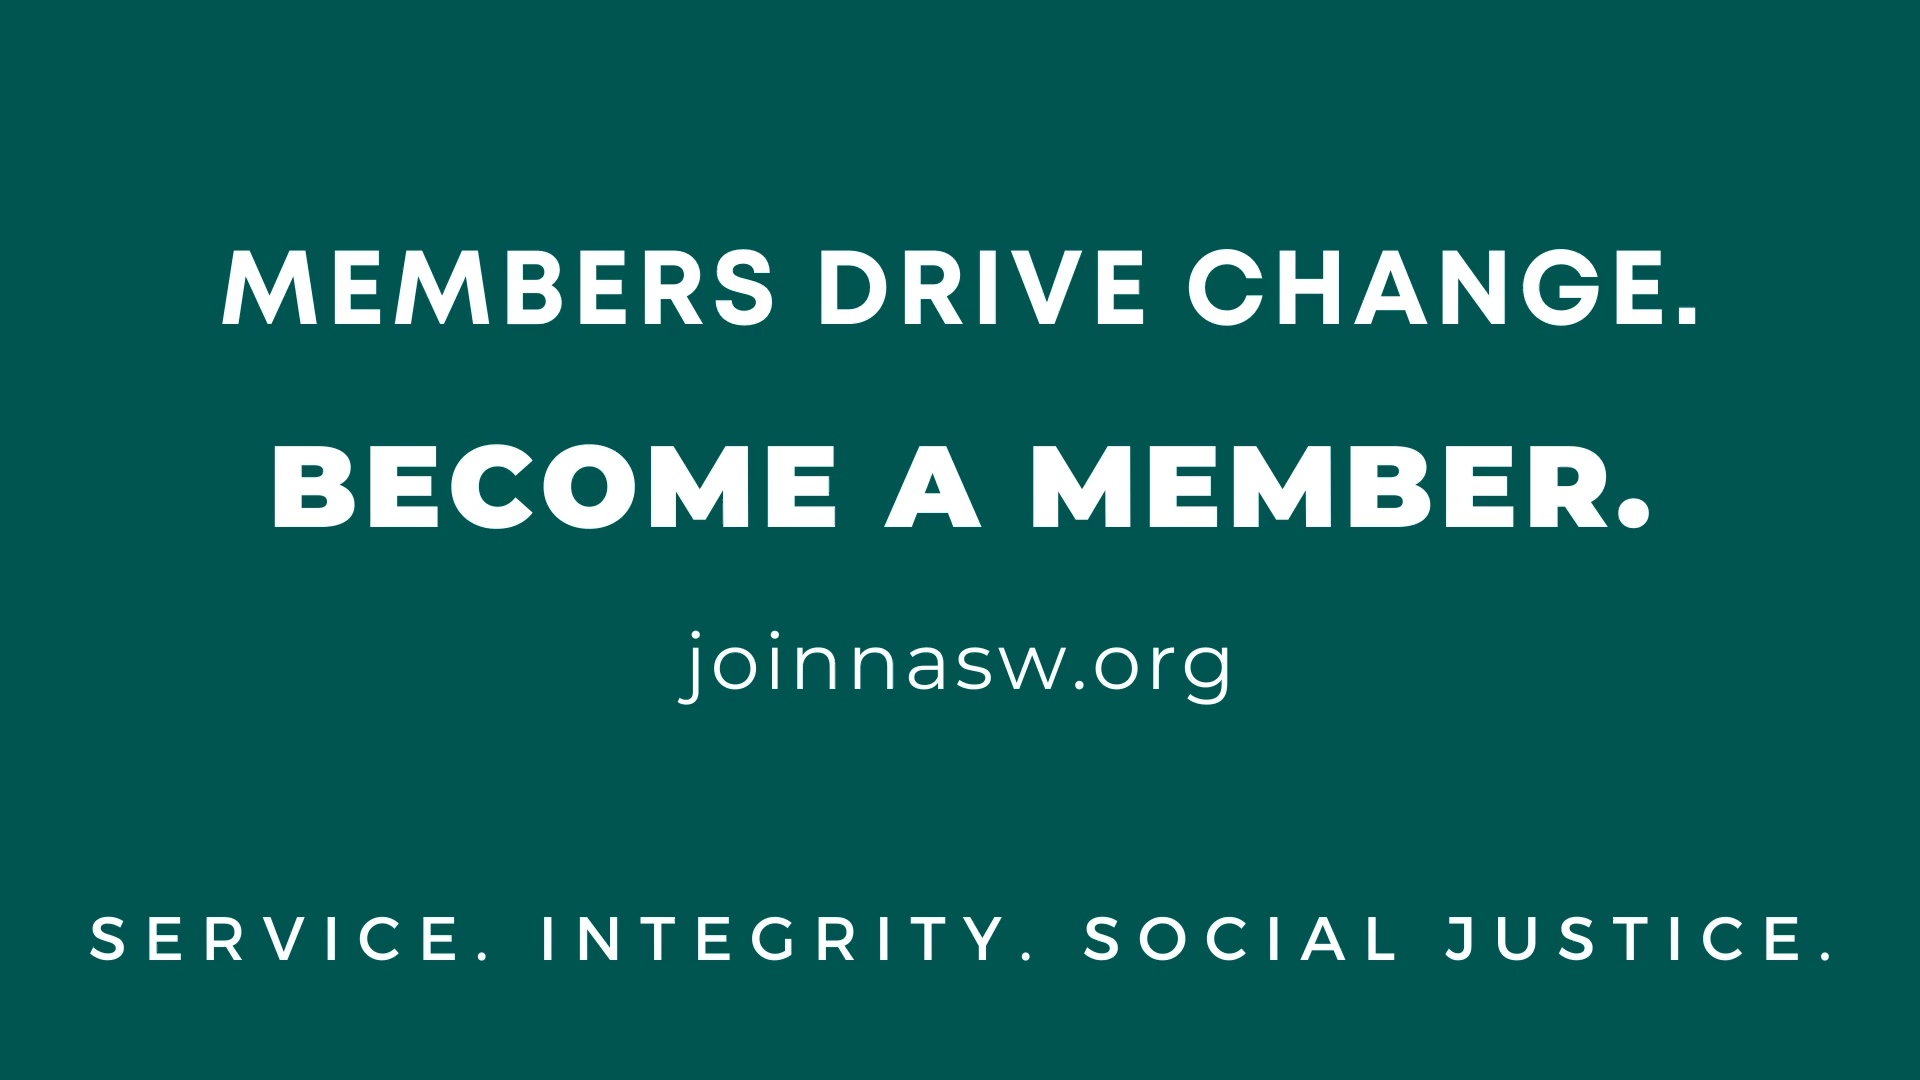 MEMBERS DRIVE CHANGE.
BECOME A MEMBER.
joinnasw.org
SERVICE. INTEGRITY. SOCIAL JUSTICE.